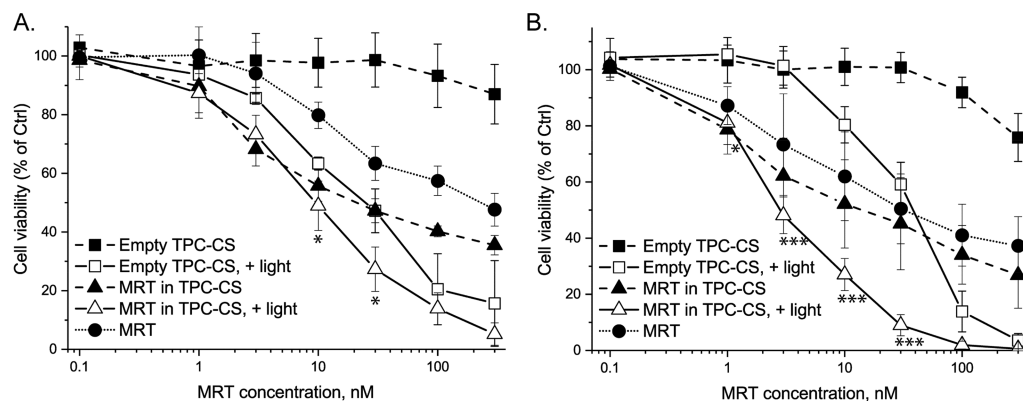 A.
Cell viability (% of Ctrl)
100
80
60
40
20
0
Empty TPC-CS
Empty TPC-CS, + light
MRT in TPC-CS
MRT in TPC-CS, + light
MRT
*
*
0.1 1 10 100
MRT concentration, nM
B.
Cell viability (% of Ctrl)
100
80
60
40
20
0
Empty TPC-CS
Empty TPC-CS, + light
MRT in TPC-CS
MRT in TPC-CS, + light
MRT
*
***
***
***
0.1 1 10 100
MRT concentration, nM